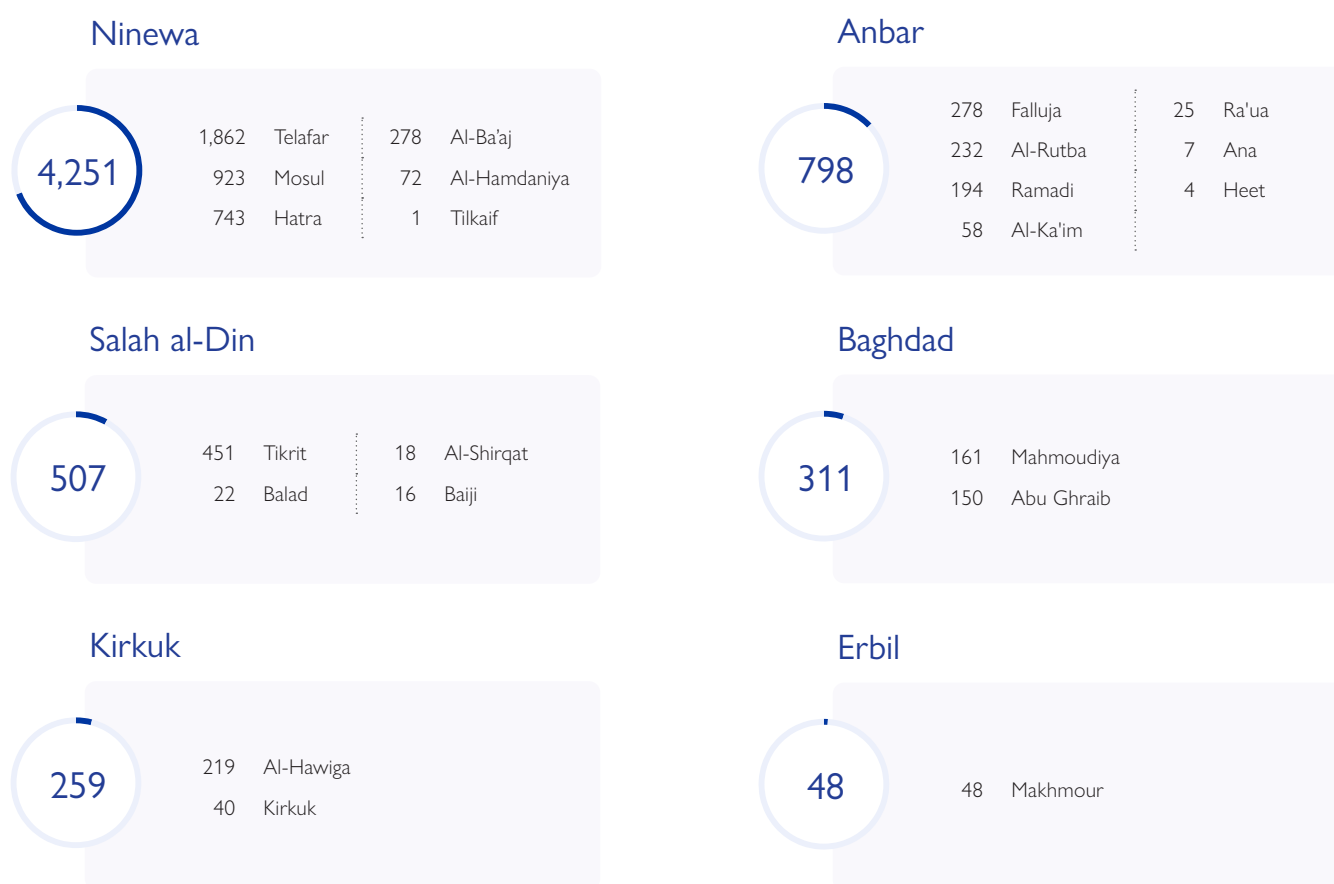 Ninewa
4,251
1,862 Telafar
923 Mosul
743 Hatra
278 Al-Ba’aj
72 Al-Hamdaniya
1 Tilkaif
Anbar
798
278 Falluja
232 Al-Rutba
194 Ramadi
58 Al-Ka'im
25 Ra'ua
7 Ana
4 Heet
Salah al-Din
507
451 Tikrit
22 Balad
18 Al-Shirqat
16 Baiji
Baghdad
311
161 Mahmoudiya
150 Abu Ghraib
Kirkuk
259
219 Al-Hawiga
40 Kirkuk
Erbil
48
48 Makhmour